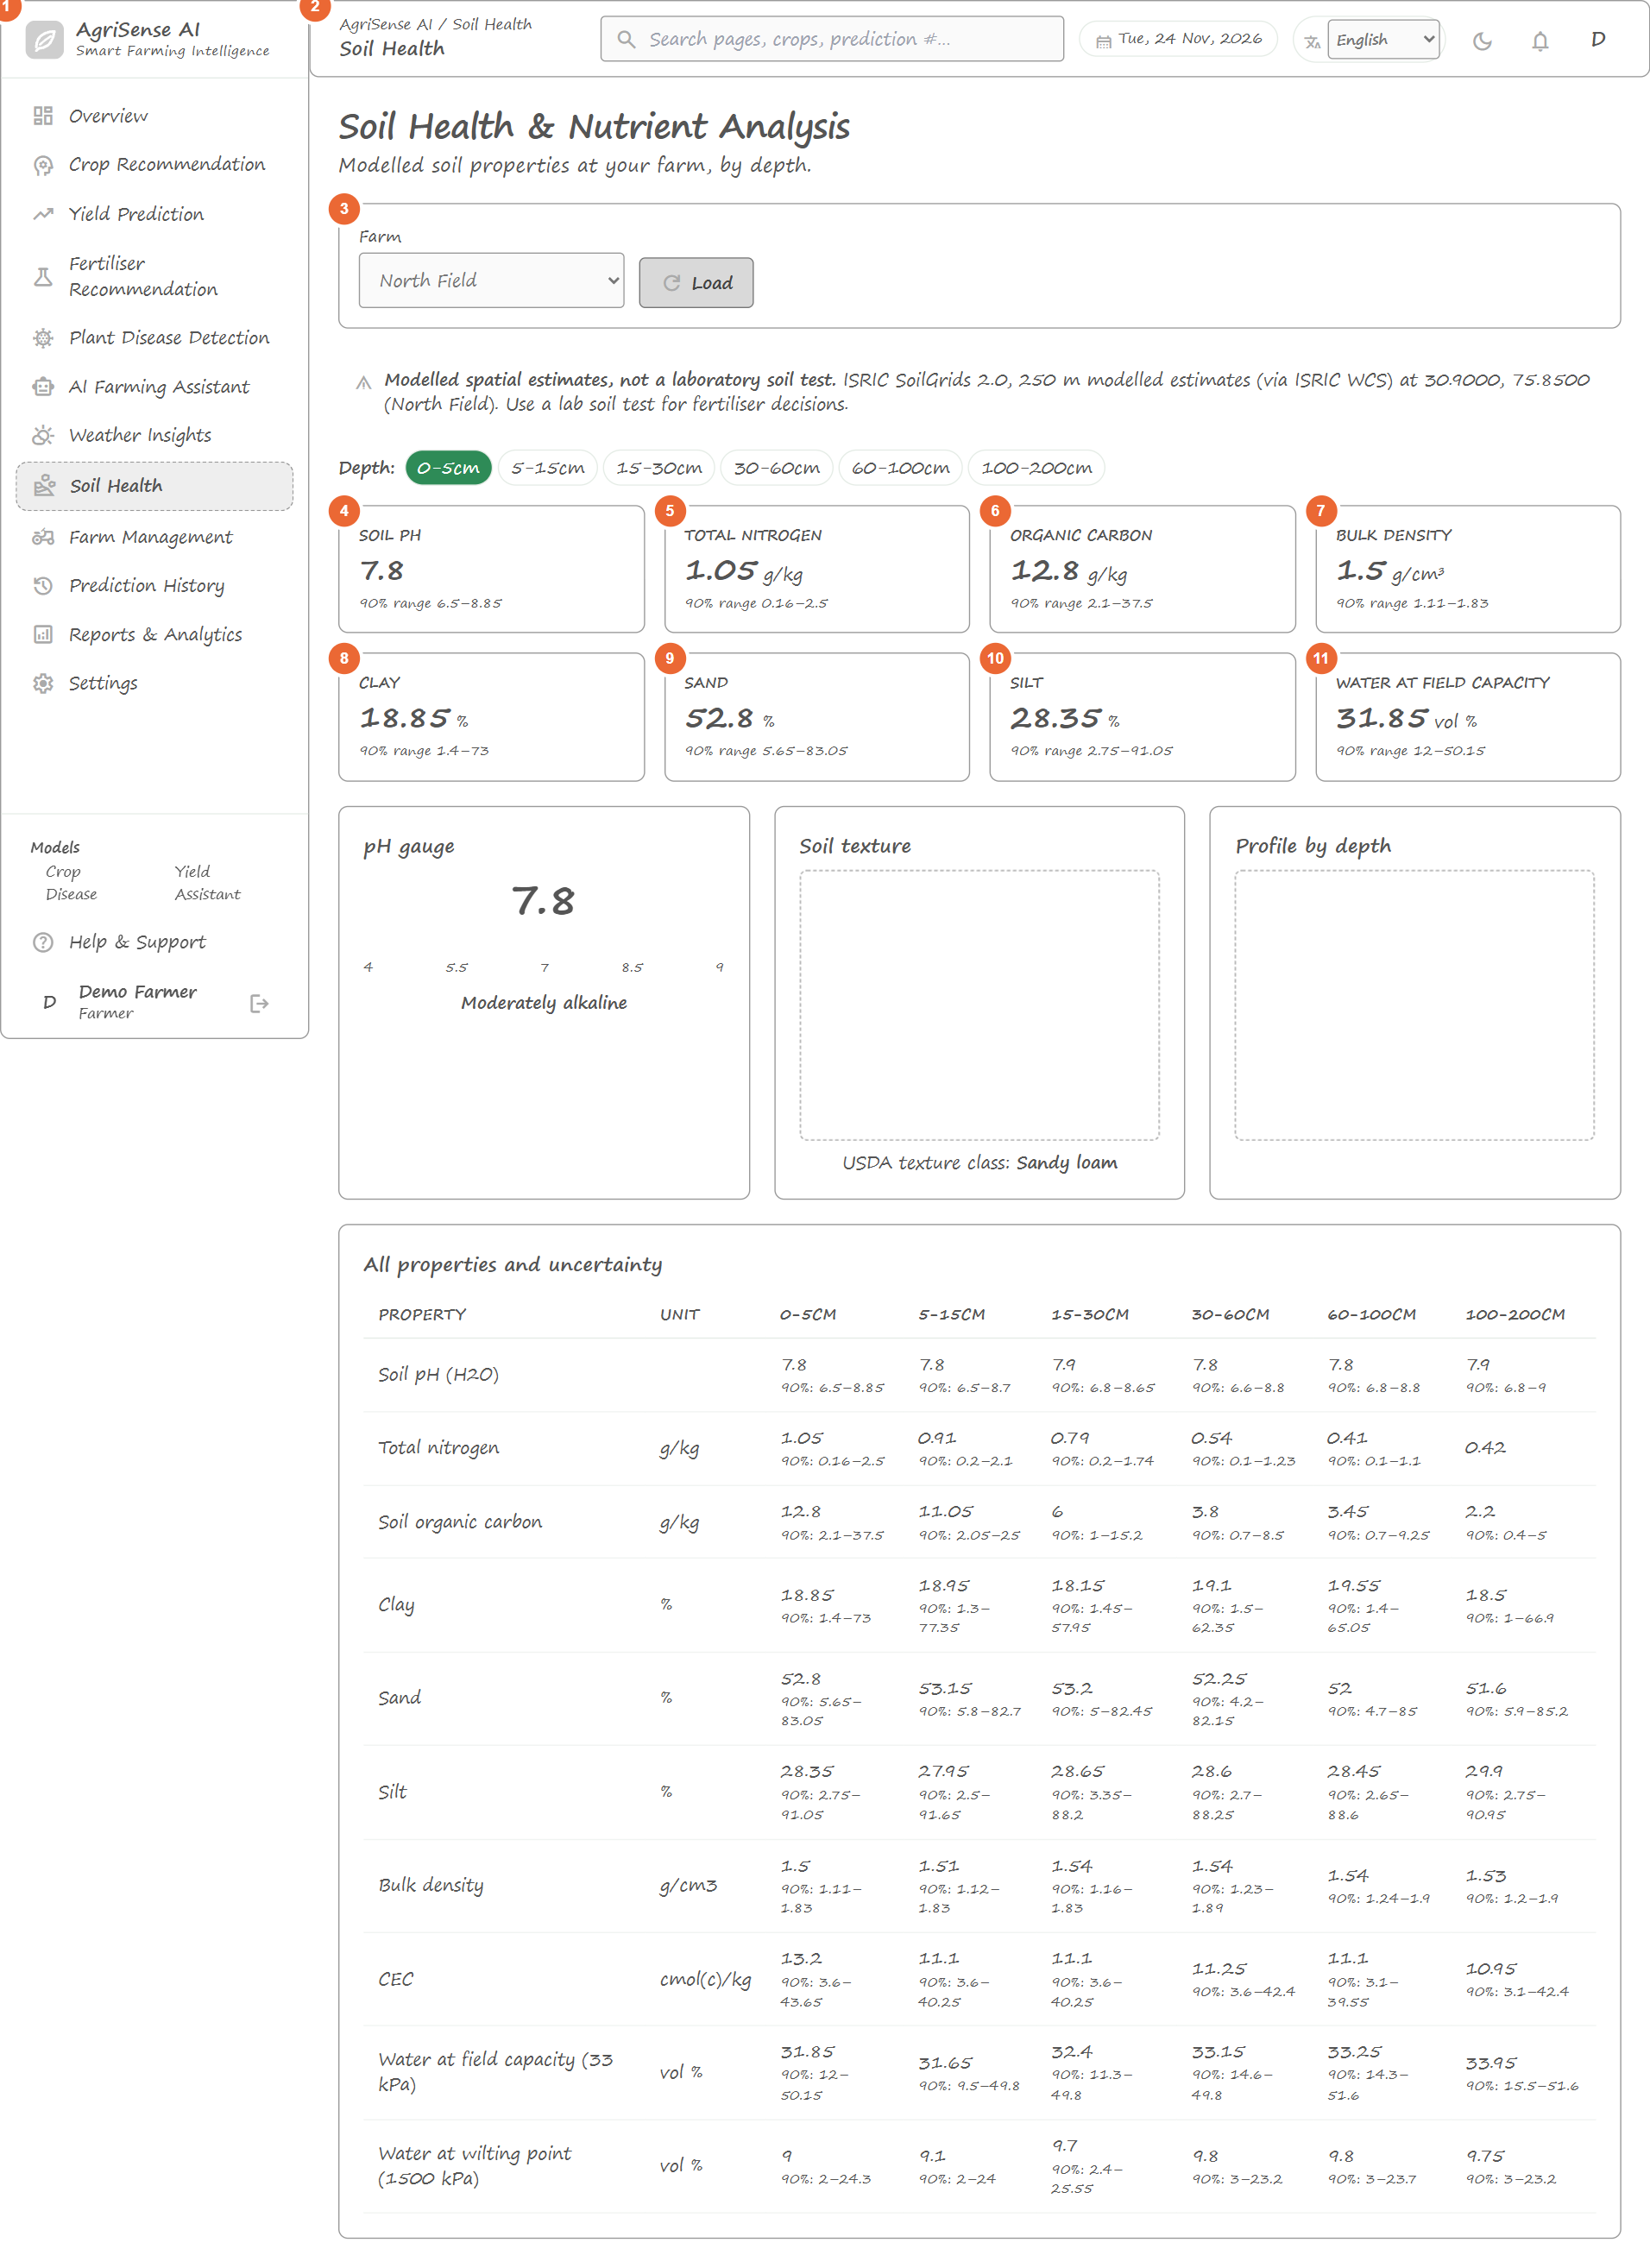 1
AgriSense AI
Smart Farming Intelligence
Overview
Crop Recommendation
Yield Prediction
Fertiliser
Recommendation
Plant Disease Detection
AI Farming Assistant
Weather Insights
Soil Health
Farm Management
Prediction History
Reports & Analytics
Settings
Models
Crop Yield
Disease Assistant
Help & Support
D Demo Farmer
Farmer
2
AgriSense AI / Soil Health
Soil Health
Search pages, crops, prediction #...
Tue, 24 Nov, 2026
English
D
Soil Health & Nutrient Analysis
Modelled soil properties at your farm, by depth.
3
Farm
North Field
Load
Modelled spatial estimates, not a laboratory soil test. ISRIC SoilGrids 2.0, 250 m modelled estimates (via ISRIC WCS) at 30.9000, 75.8500
(North Field). Use a lab soil test for fertiliser decisions.
Depth: 0-5cm 5-15cm 15-30cm 30-60cm 60-100cm 100-200cm
4
SOIL PH
7.8
90% range 6.5–8.85
5
TOTAL NITROGEN
1.05 g/kg
90% range 0.16–2.5
6
ORGANIC CARBON
12.8 g/kg
90% range 2.1–37.5
7
BULK DENSITY
1.5 g/cm³
90% range 1.11–1.83
8
CLAY
18.85 %
90% range 1.4–73
9
SAND
52.8 %
90% range 5.65–83.05
10
SILT
28.35 %
90% range 2.75–91.05
11
WATER AT FIELD CAPACITY
31.85 vol %
90% range 12–50.15
pH gauge
7.8
4 5.5 7 8.5 9
Moderately alkaline
Soil texture
USDA texture class: Sandy loam
Profile by depth
All properties and uncertainty
PROPERTY UNIT 0-5CM 5-15CM 15-30CM 30-60CM 60-100CM 100-200CM
Soil pH (H2O)
7.8 7.8 7.9 7.8 7.8 7.9
90%: 6.5–8.85 90%: 6.5–8.7 90%: 6.8–8.65 90%: 6.6–8.8 90%: 6.8–8.8 90%: 6.8–9
Total nitrogen g/kg
1.05 0.91 0.79 0.54 0.41 0.42
90%: 0.16–2.5 90%: 0.2–2.1 90%: 0.2–1.74 90%: 0.1–1.23 90%: 0.1–1.1
Soil organic carbon g/kg
12.8 11.05 6 3.8 3.45 2.2
90%: 2.1–37.5 90%: 2.05–25 90%: 1–15.2 90%: 0.7–8.5 90%: 0.7–9.25 90%: 0.4–5
Clay %
18.85 18.95 18.15 19.1 19.55 18.5
90%: 1.4–73 90%: 1.3–77.35 90%: 1.45–57.95 90%: 1.5–62.35 90%: 1.4–65.05 90%: 1–66.9
Sand %
52.8 53.15 53.2 52.25 52 51.6
90%: 5.65–83.05 90%: 5.8–82.7 90%: 5–82.45 90%: 4.2–82.15 90%: 4.7–85 90%: 5.9–85.2
Silt %
28.35 27.95 28.65 28.6 28.45 29.9
90%: 2.75–91.05 90%: 2.5–91.65 90%: 3.35–88.2 90%: 2.7–88.25 90%: 2.65–88.6 90%: 2.75–90.95
Bulk density g/cm3
1.5 1.51 1.54 1.54 1.54 1.53
90%: 1.11–1.83 90%: 1.12–1.83 90%: 1.16–1.83 90%: 1.23–1.89 90%: 1.24–1.9 90%: 1.2–1.9
CEC cmol(c)/kg
13.2 11.1 11.1 11.25 11.1 10.95
90%: 3.6–43.65 90%: 3.6–40.25 90%: 3.6–40.25 90%: 3.6–42.4 90%: 3.1–39.55 90%: 3.1–42.4
Water at field capacity (33
kPa) vol %
31.85 31.65 32.4 33.15 33.25 33.95
90%: 12–50.15 90%: 9.5–49.8 90%: 11.3–49.8 90%: 14.6–49.8 90%: 14.3–51.6 90%: 15.5–51.6
Water at wilting point
(1500 kPa) vol %
9 9.1 9.7 9.8 9.8 9.75
90%: 2–24.3 90%: 2–24 90%: 2.4–25.55 90%: 3–23.2 90%: 3–23.7 90%: 3–23.2